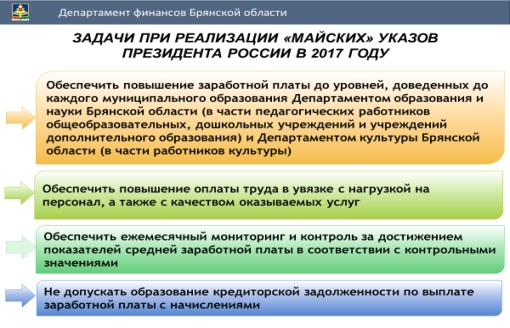 Департамент финансов Брянской области
ЗАДАЧИ ПРИ РЕАЛИЗАЦИИ «МАЙСКИХ» УКАЗОВ
ПРЕЗИДЕНТА РОССИИ В 2017 ГОДУ
Обеспечить повышение заработной платы до уровней, доведенных до
каждого муниципального образования Департаментом образования и
науки Брянской области (в части педагогических работников
общеобразовательных, дошкольных учреждений и учреждений
дополнительного образования) и Департаментом культуры Брянской
области (в части работников культуры)
Обеспечить повышение оплаты труда в увязке с нагрузкой на
персонал, а также с качеством оказываемых услуг
Обеспечить ежемесячный мониторинг и контроль за достижением
показателей средней заработной платы в соответствии с контрольными
значениями
Не допускать образование кредиторской задолженности по выплате
заработной платы с начислениями